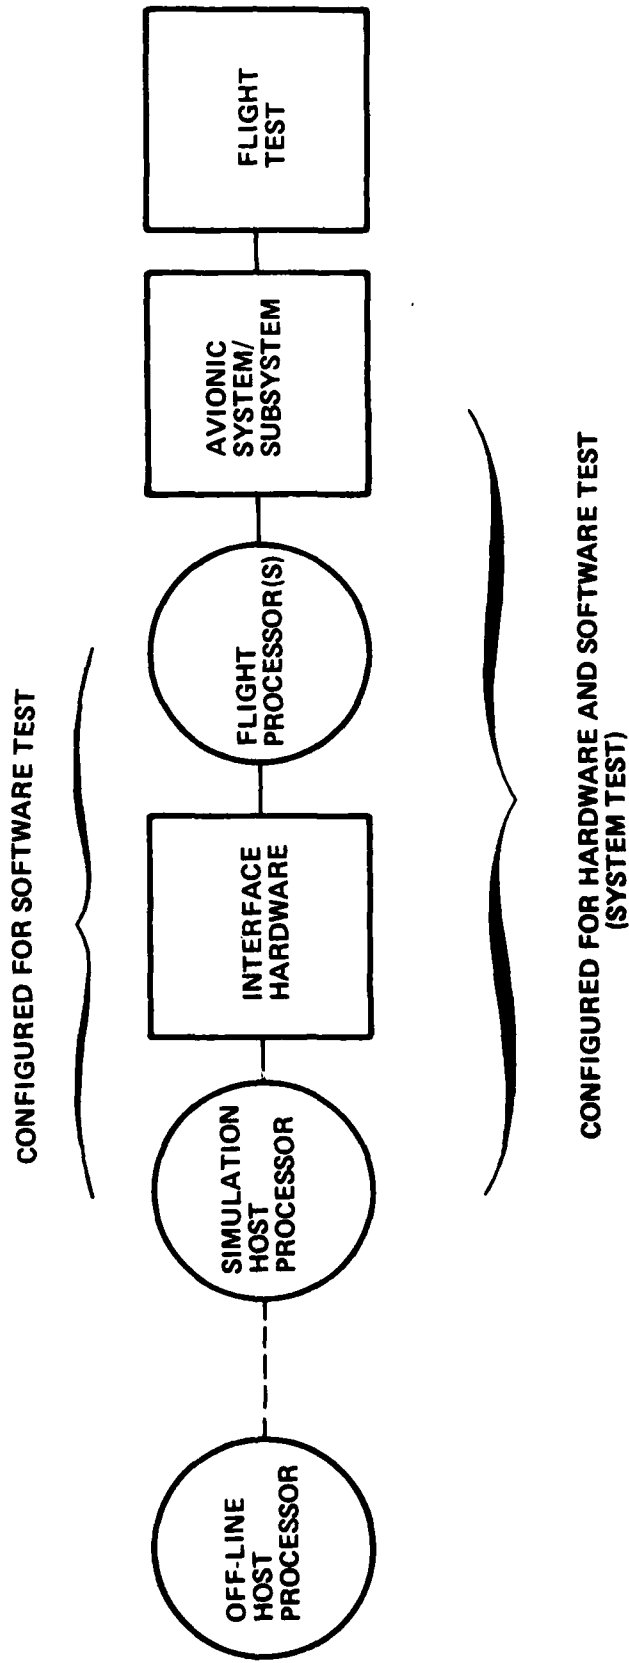 CONFIGURED FOR SOFTWARE TEST
OFF-LINE
HOST
PROCESSOR
SIMULATION
HOST
PROCESSOR
INTERFACE
HARDWARE
FLIGHT
PROCESSOR(S)
AVIONIC
SYSTEM/
SUBSYSTEM
FLIGHT
TEST
CONFIGURED FOR HARDWARE AND SOFTWARE TEST
(SYSTEM TEST)